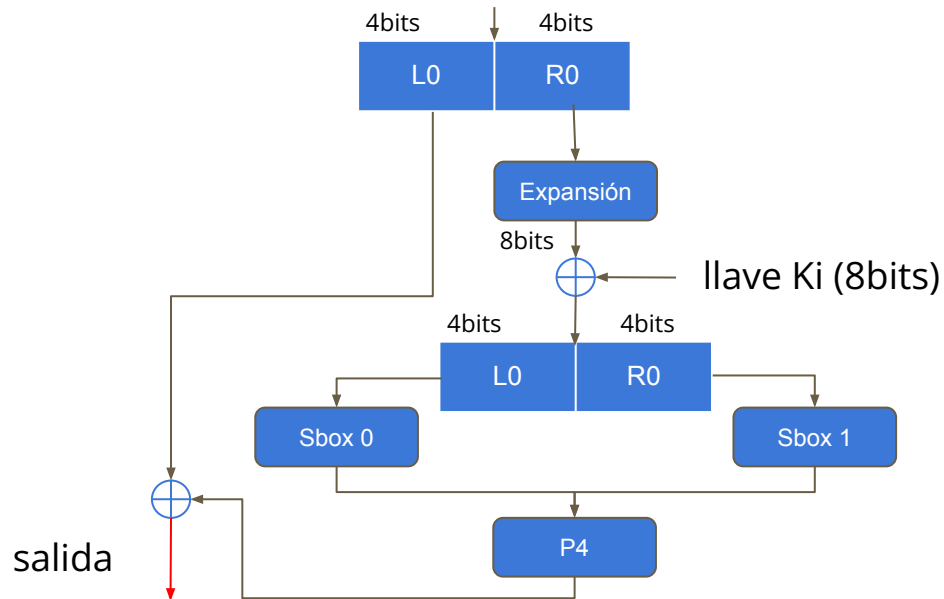 4bits
4bits
L0
R0
Expansión
8bits
llave Ki (8bits)
4bits
4bits
L0
R0
Sbox 0
Sbox 1
P4
salida